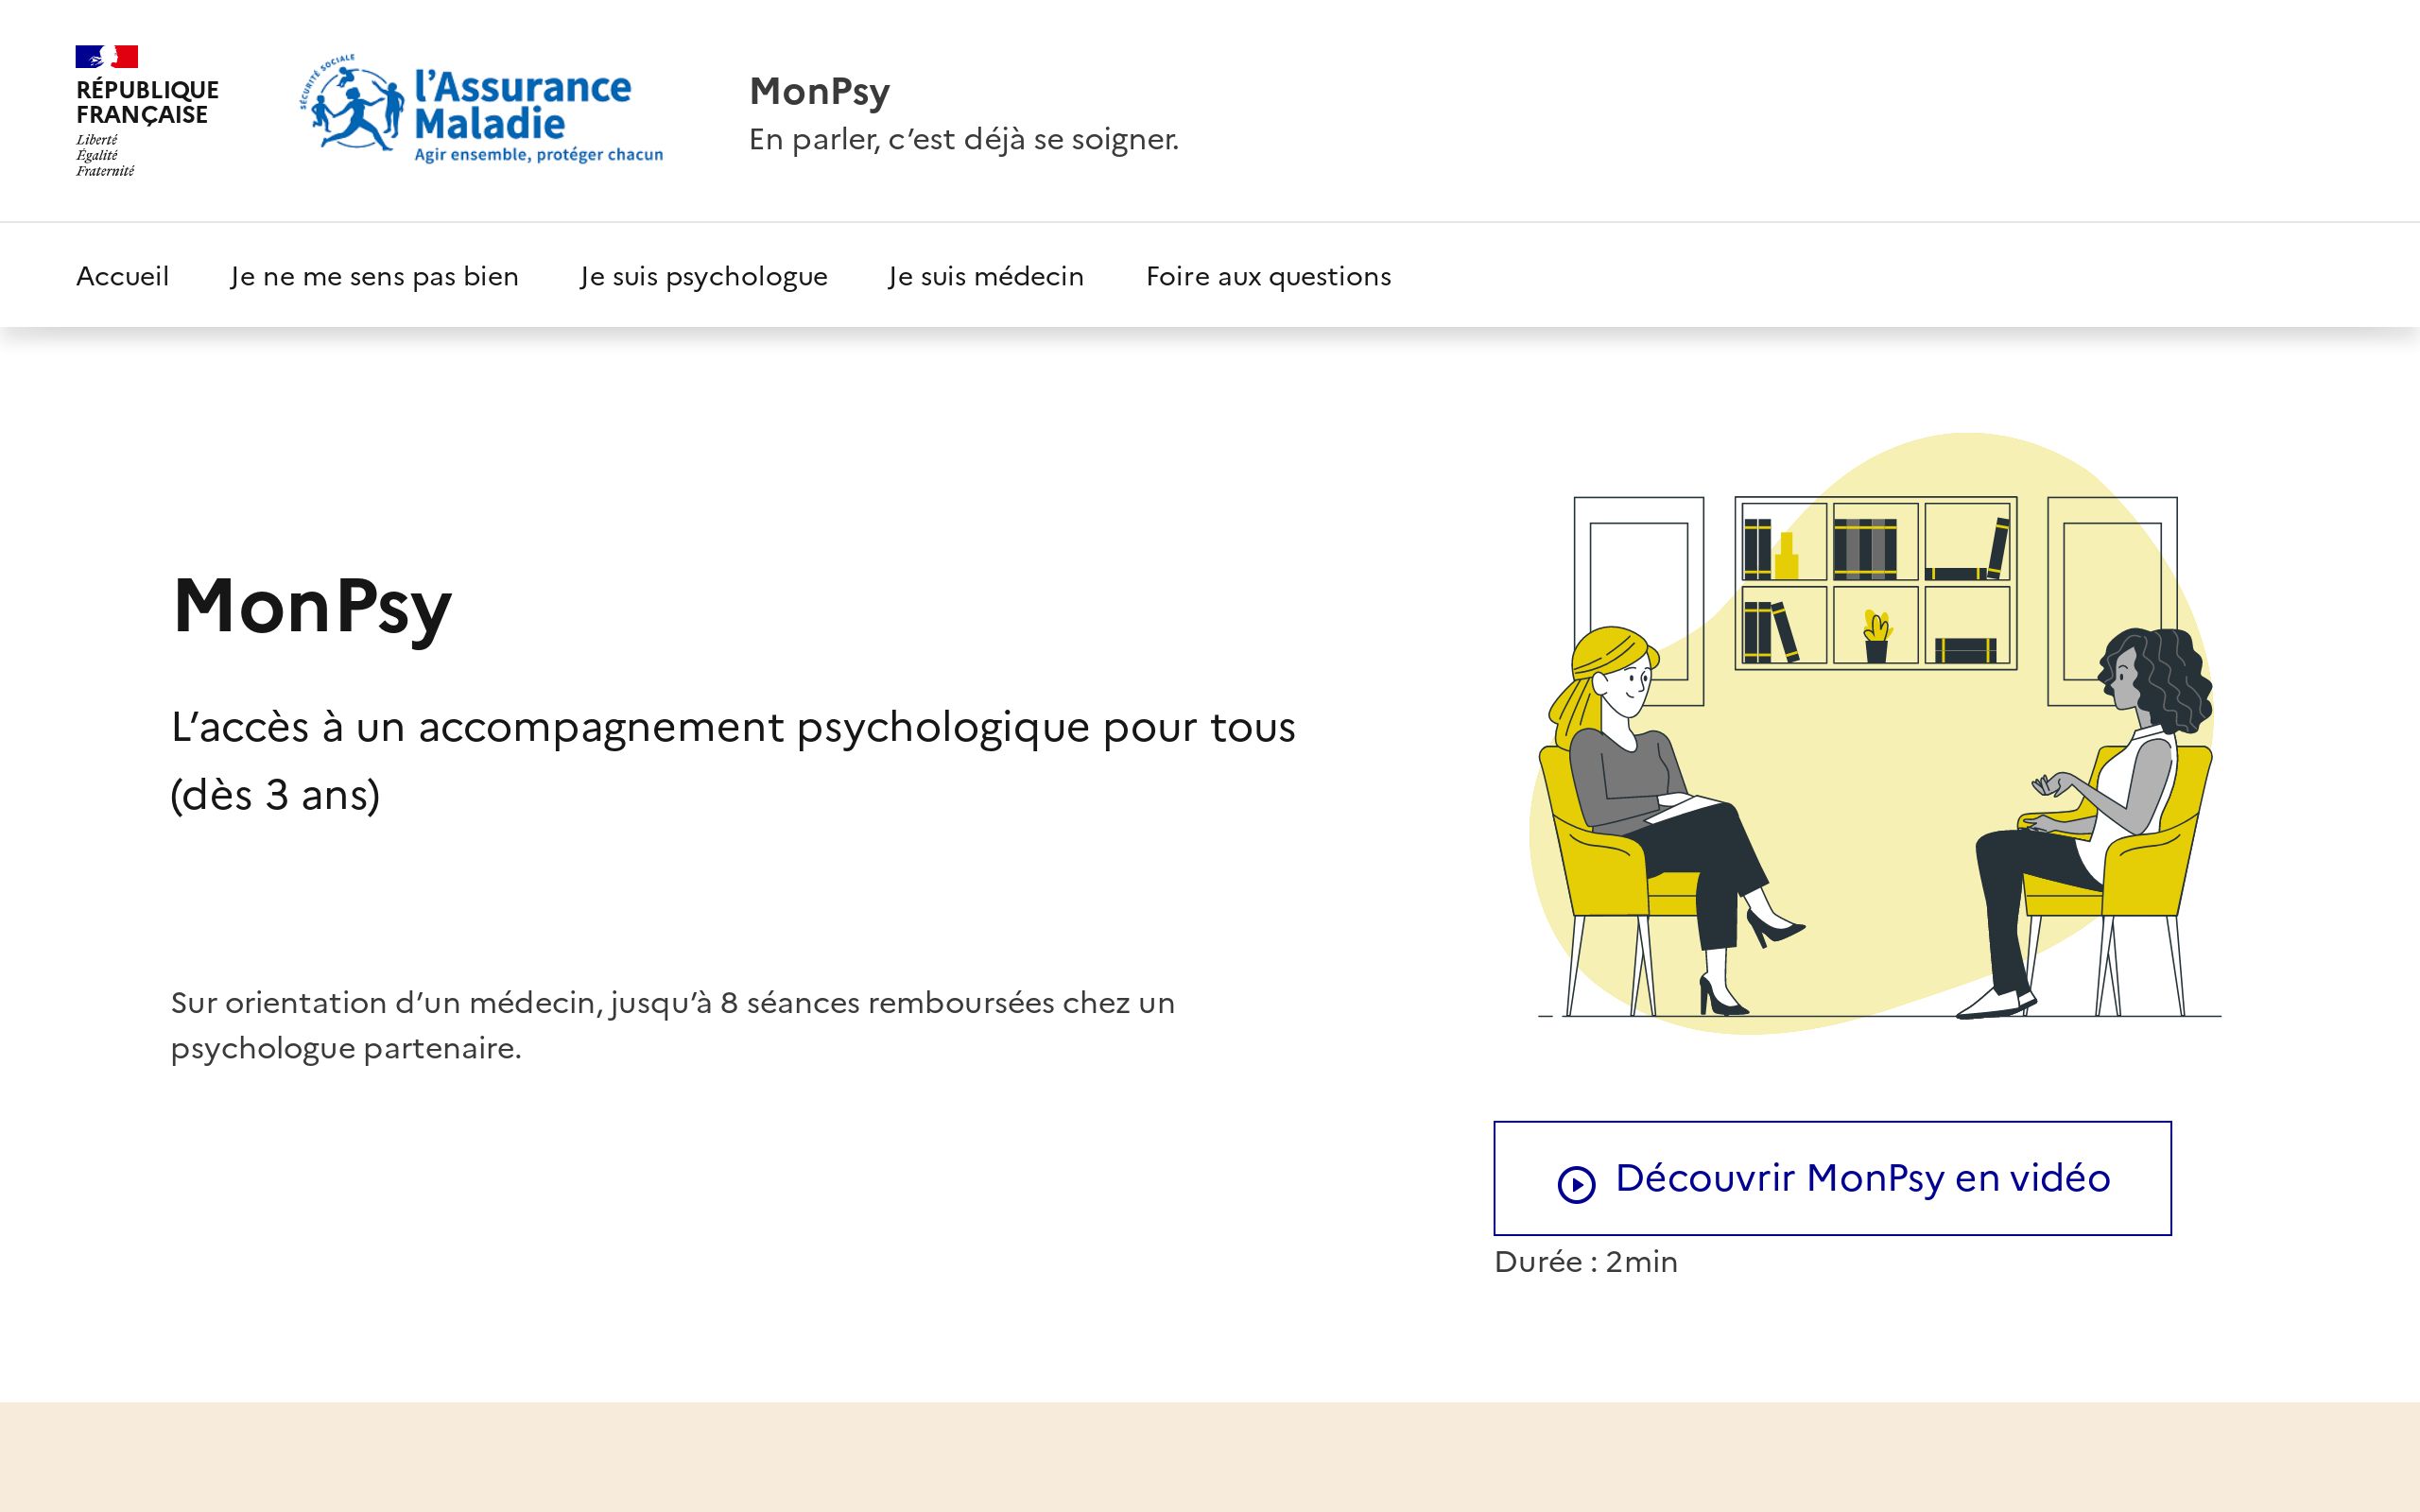 RÉPUBLIQUE
FRANÇAISE
Liberté
Égalité
Fraternité
SÉCURITÉ SOCIALE
l’Assurance
Maladie
Agir ensemble, protéger chacun
MonPsy
En parler, c’est déjà se soigner.
Accueil
Je ne me sens pas bien
Je suis psychologue
Je suis médecin
Foire aux questions
MonPsy
L’accès à un accompagnement psychologique pour tous
(dès 3 ans)
Sur orientation d’un médecin, jusqu’à 8 séances remboursées chez un
psychologue partenaire.
Découvrir MonPsy en vidéo
Durée : 2min